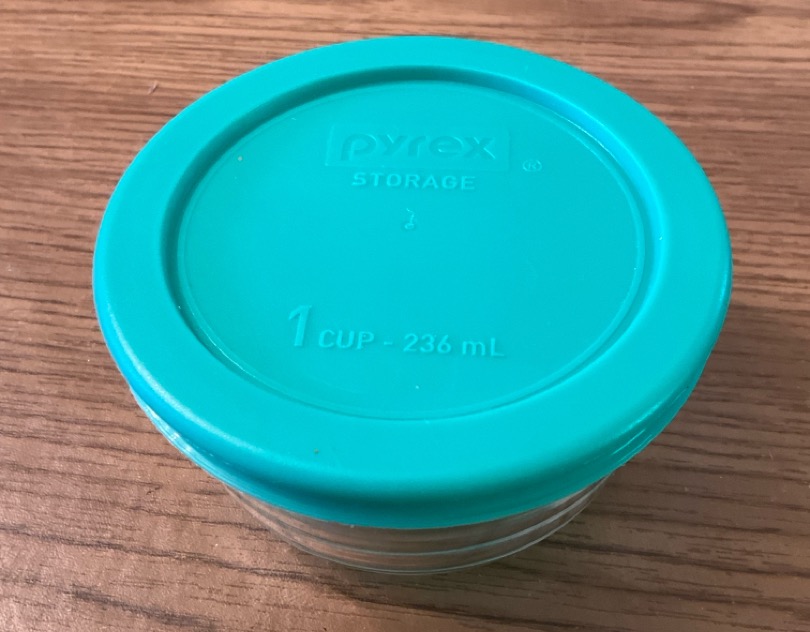 pyrex®
STORAGE
1 CUP - 236 mL